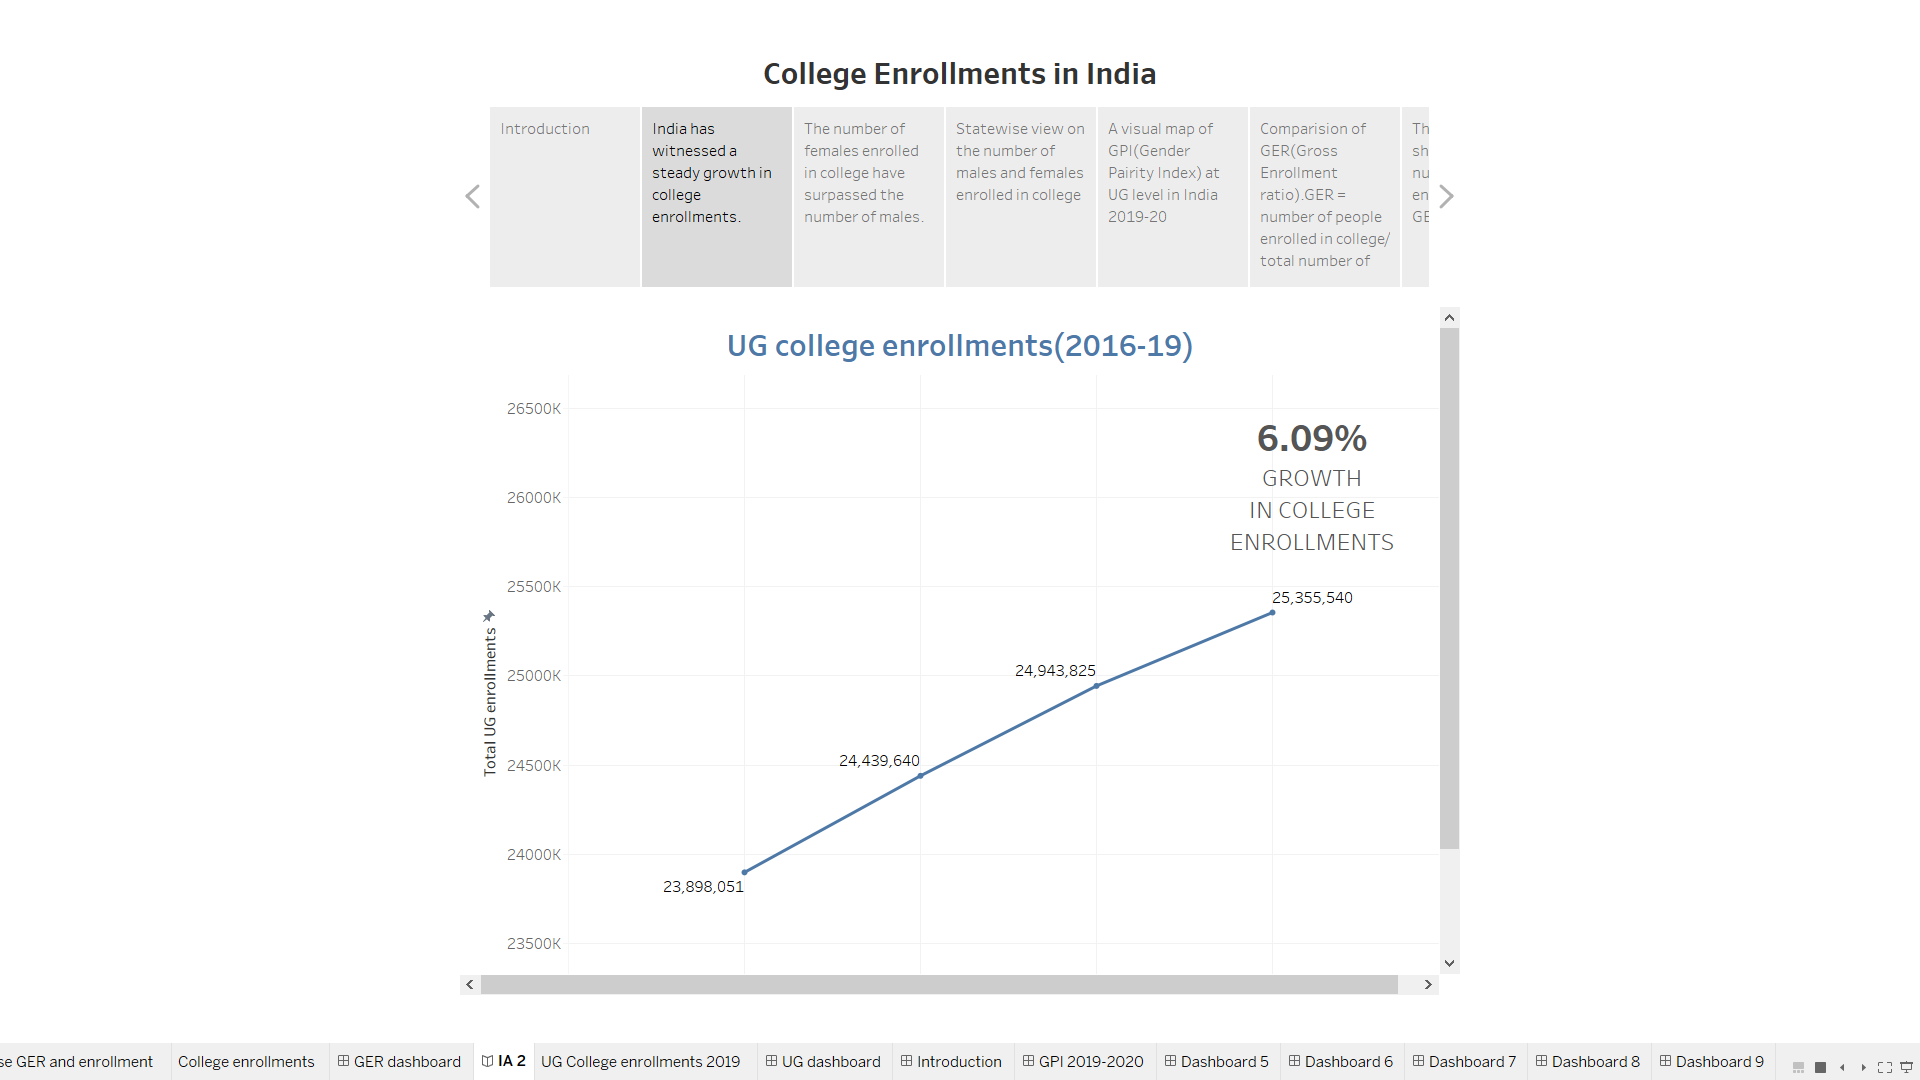 College Enrollments in India
Introduction
India has
witnessed a
steady growth in
college
enrollments.
The number of
females enrolled
in college have
surpassed the
number of males.
Statewise view on
the number of
males and females
enrolled in college
A visual map of
GPI(Gender
Pairity Index) at
UG level in India
2019-20
Comparision of
GER(Gross
Enrollment
ratio).GER =
number of people
enrolled in college/
total number of
Th
sh
nu
en
GE
UG college enrollments(2016-19)
26500K
26000K
25500K
25000K
24500K
24000K
23500K
Total UG enrollments
6.09%
GROWTH
IN COLLEGE
ENROLLMENTS
25,355,540
24,943,825
24,439,640
23,898,051
se GER and enrollment
College enrollments
GER dashboard
IA 2
UG College enrollments 2019
UG dashboard
Introduction
GPI 2019-2020
Dashboard 5
Dashboard 6
Dashboard 7
Dashboard 8
Dashboard 9